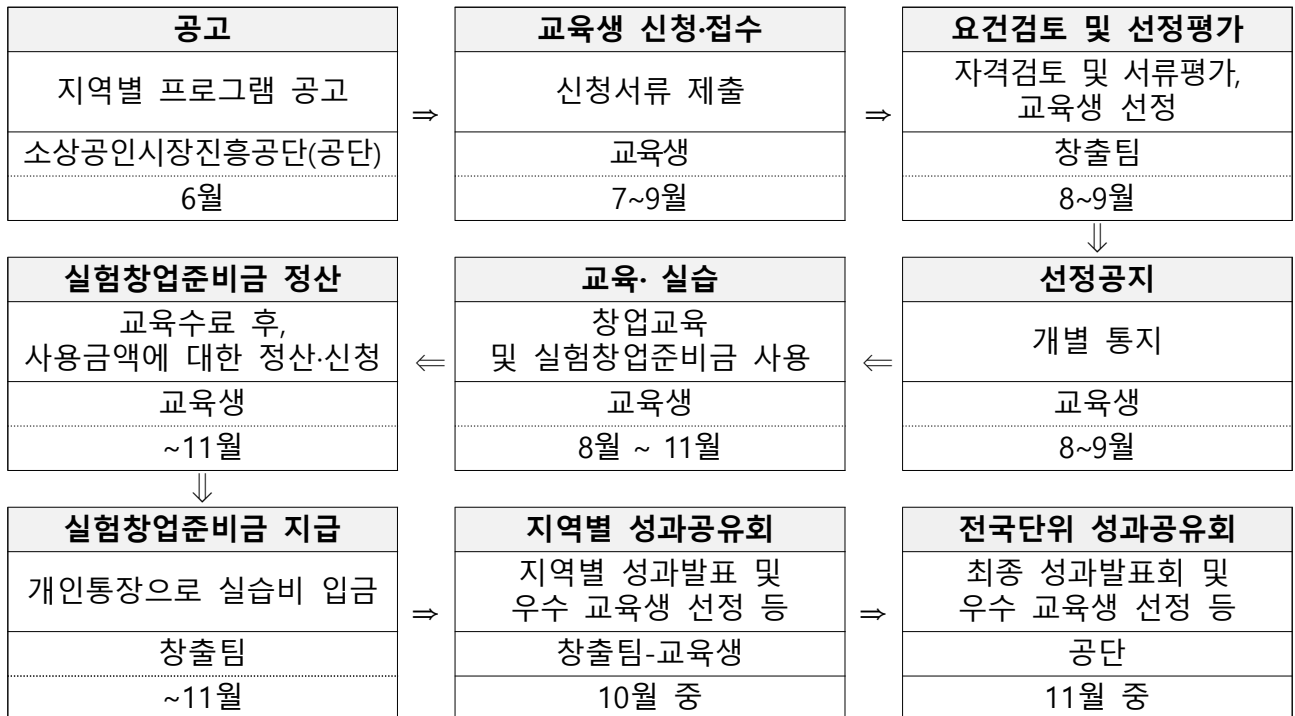 공고
지역별 프로그램 공고
소상공인시장진흥공단(공단)
6월
⇒
교육생 신청·접수
신청서류 제출
교육생
7~9월
⇒
요건검토 및 선정평가
자격검토 및 서류평가,
교육생 선정
창출팀
8~9월
⇓
실험창업준비금 정산
교육수료 후,
사용금액에 대한 정산·신청
교육생
~11월
⇐
교육· 실습
창업교육
및 실험창업준비금 사용
교육생
8월 ~ 11월
⇐
선정공지
개별 통지
교육생
8~9월
⇓
실험창업준비금 지급
개인통장으로 실습비 입금
창출팀
~11월
⇒
지역별 성과공유회
지역별 성과발표 및
우수 교육생 선정 등
창출팀-교육생
10월 중
⇒
전국단위 성과공유회
최종 성과발표회 및
우수 교육생 선정 등
공단
11월 중